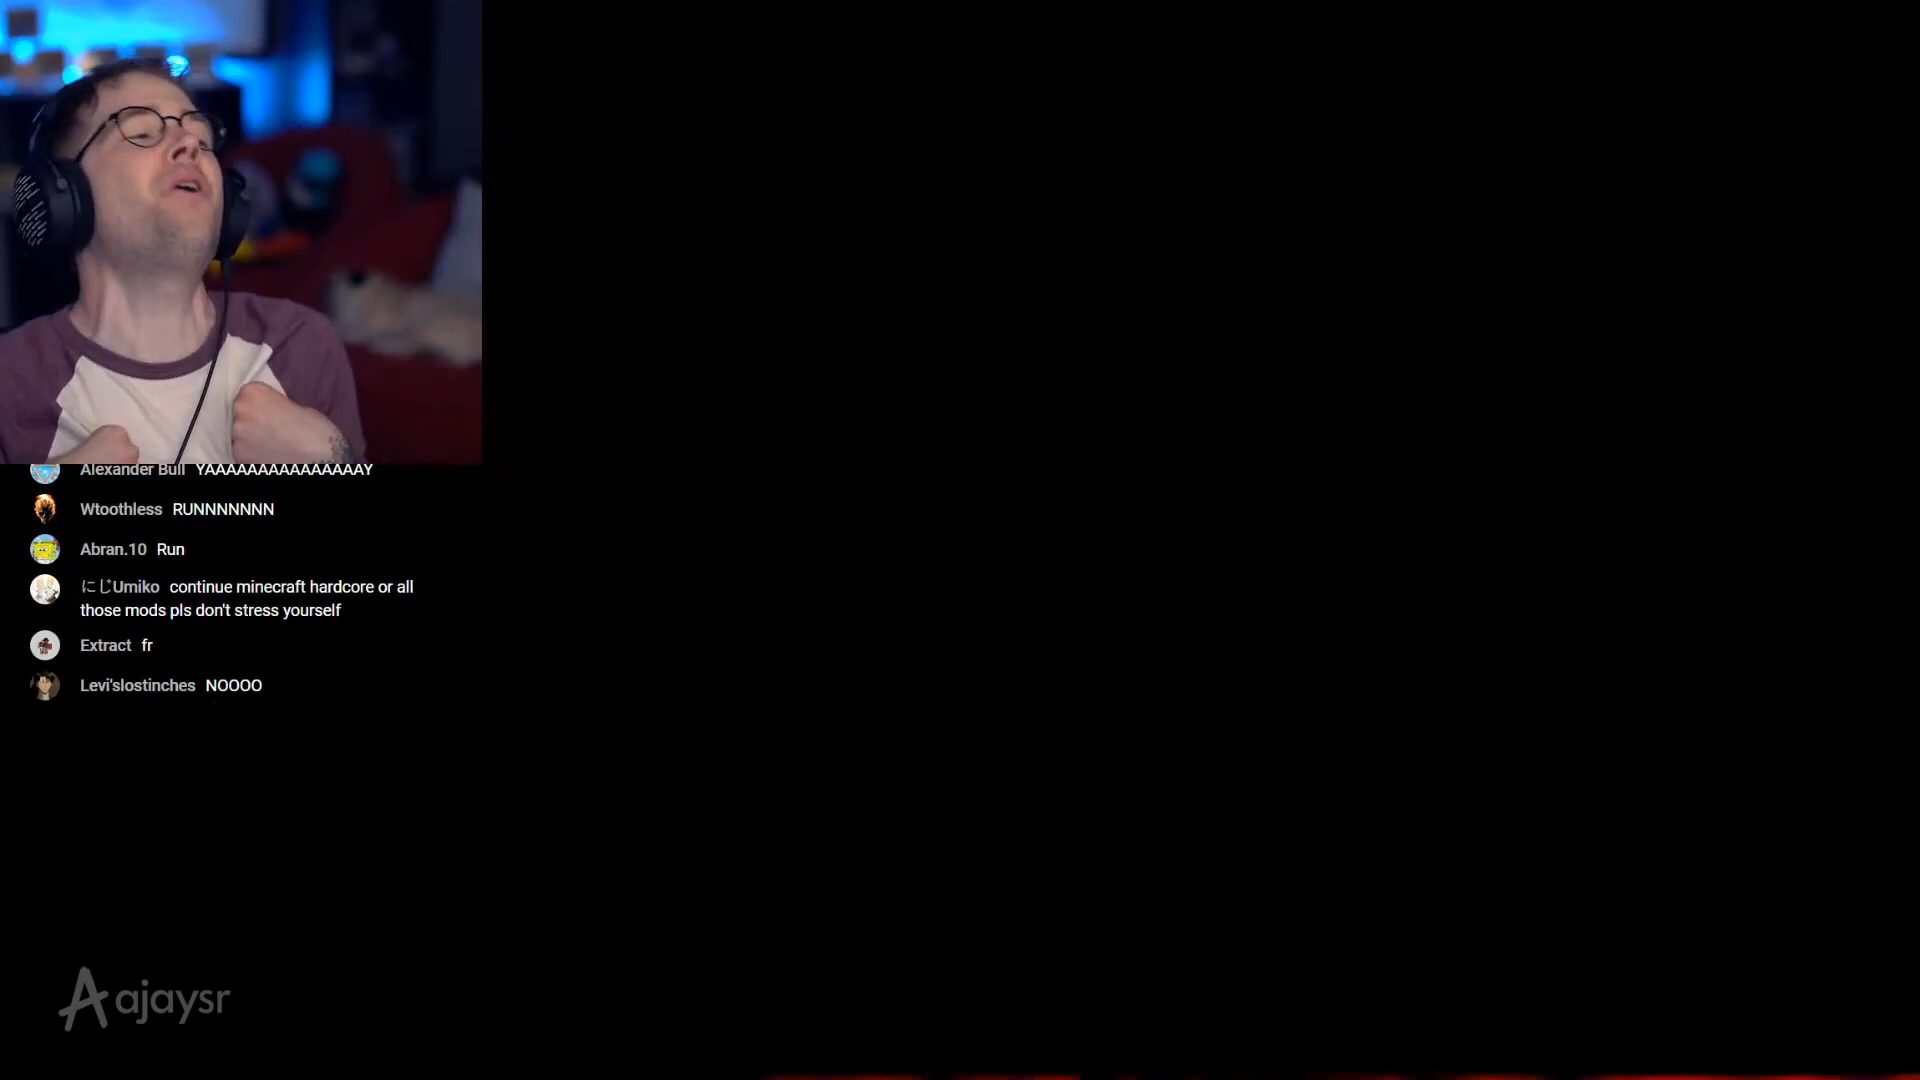 Alexander Bull YAAAAAAAAAAAAAAAY
Wtoothless RUNNNNNNN
Abran.10 Run
にじUmiko continue minecraft hardcore or all
those mods pls don't stress yourself
Extract fr
Levi'slostinches NOOOO
ajaysr